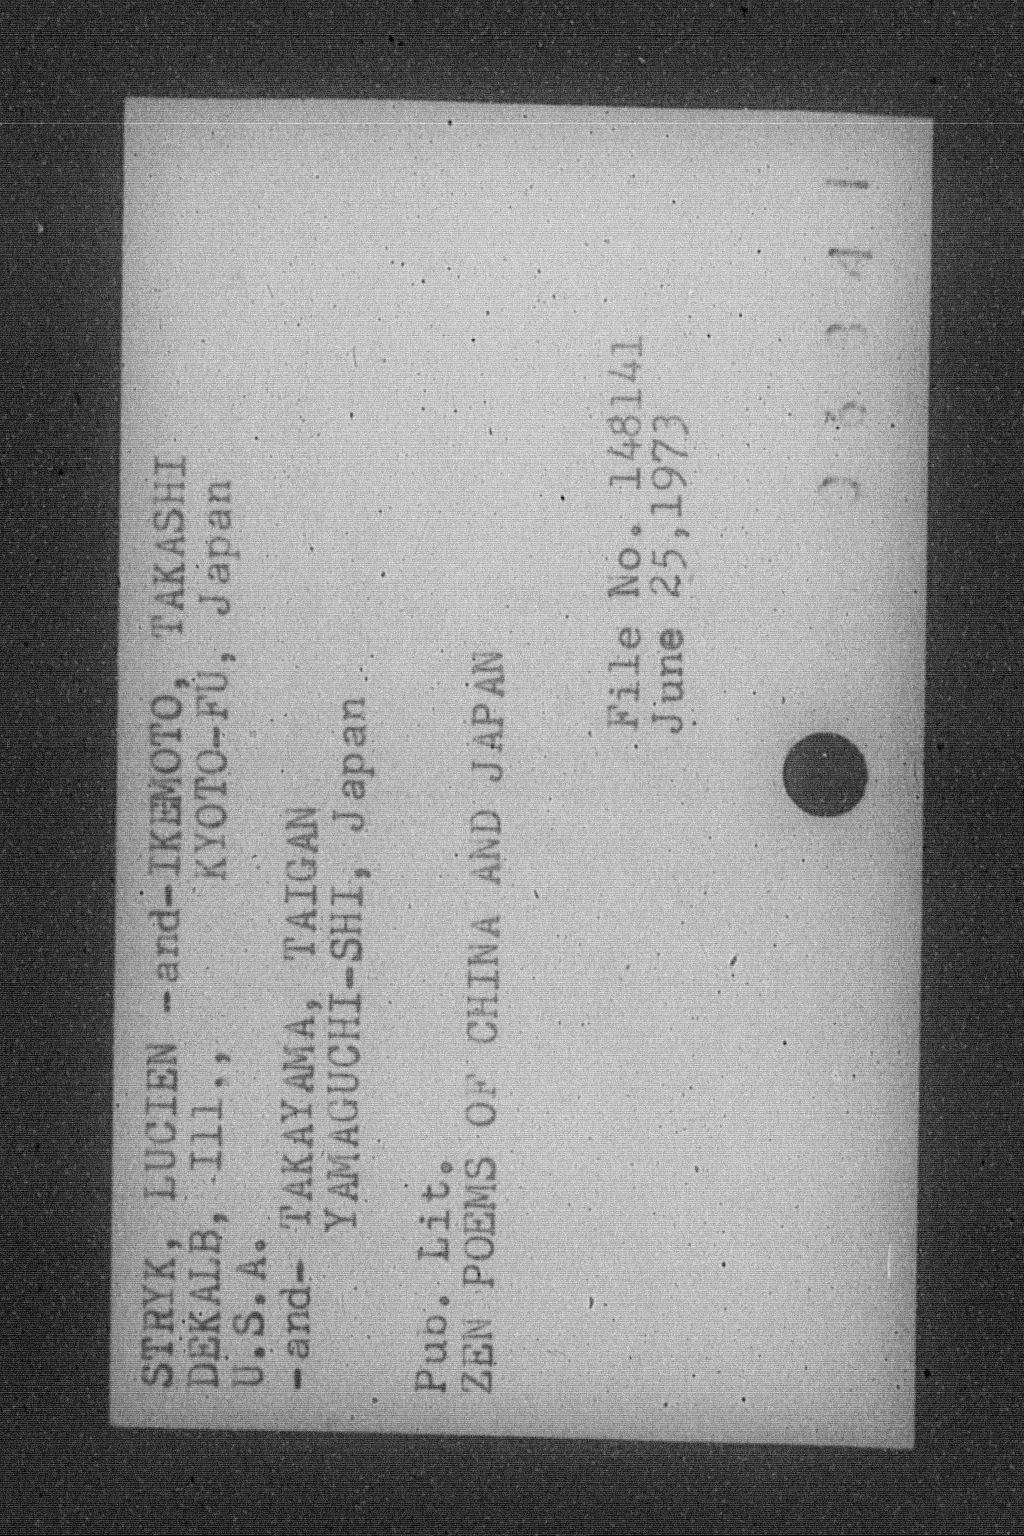 STRYK, LUCIEN -and-IKEMOTO, TAKASHI
DEKALB, Ill., KYOTO-FU, Japan
U.S.A.
-and- TAKAYAMA, TAIGAN
YAMAGUCHI-SHI, Japan
Pub. Lit.
ZEN POEMS OF CHINA AND JAPAN
File No. 148141
June 25,1973